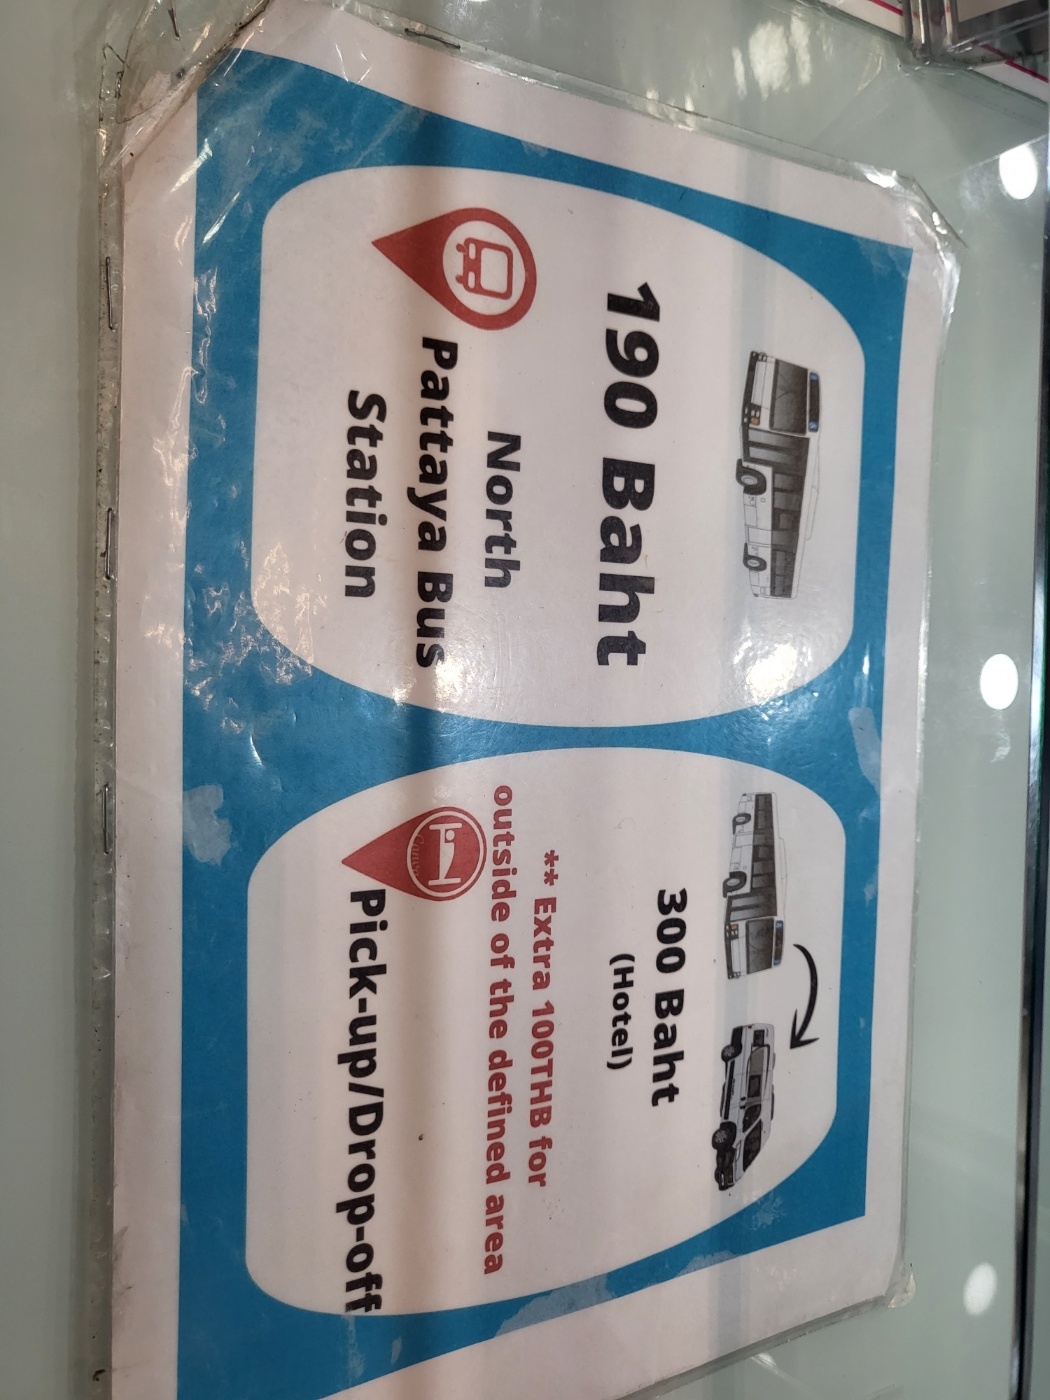 190 Baht
North
Pattaya Bus
Station
300 Baht
(Hotel)
** Extra 100THB for
outside of the defined area
Pick-up/Drop-off